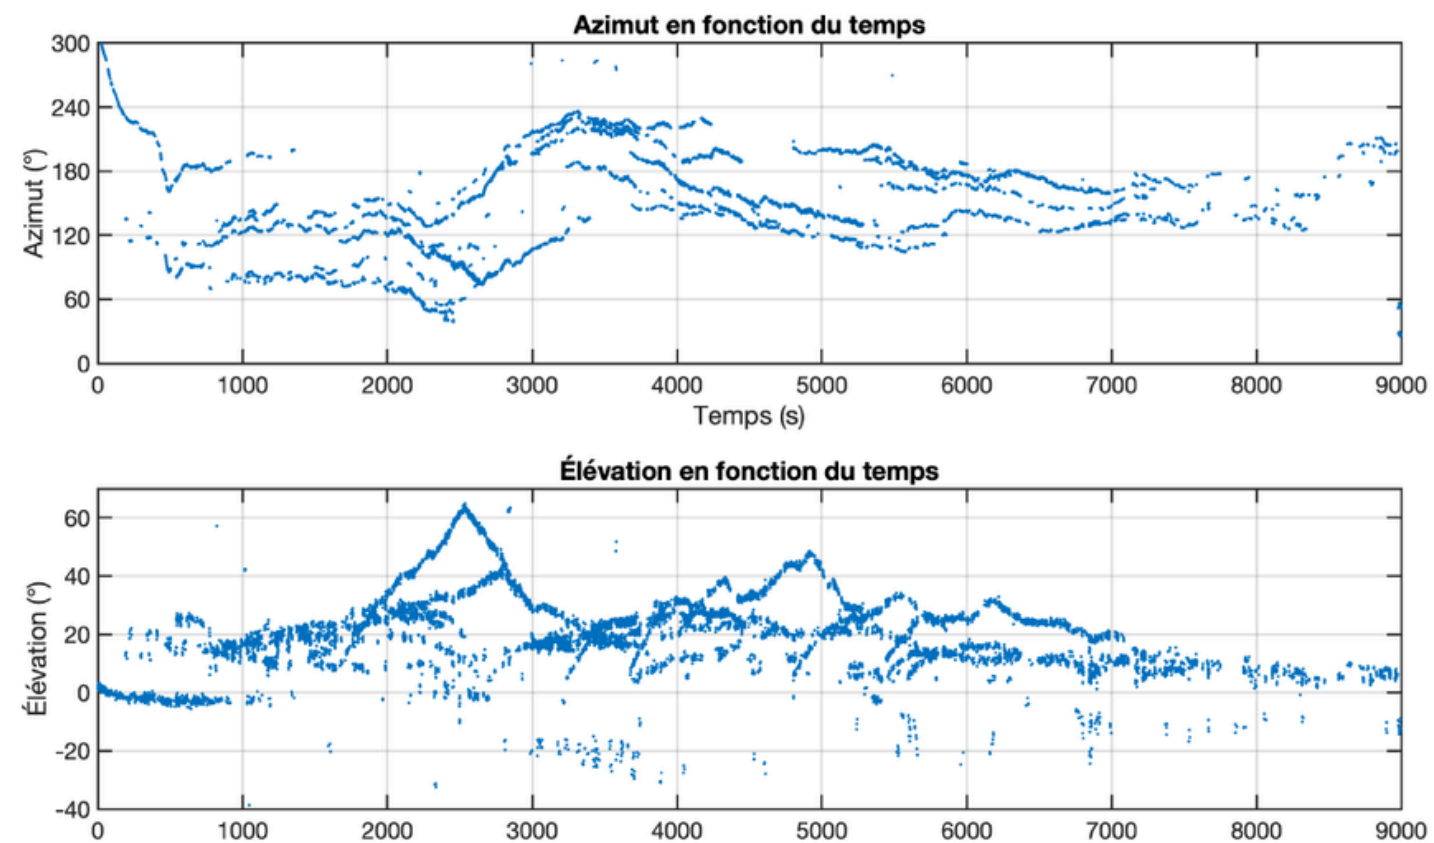 Azimut en fonction du temps
300
240
180
120
60
0
Azimut (°)
0 1000 2000 3000 4000 5000 6000 7000 8000 9000
Temps (s)
Élévation en fonction du temps
60
40
20
0
-20
-40
Élévation (°)
0 1000 2000 3000 4000 5000 6000 7000 8000 9000